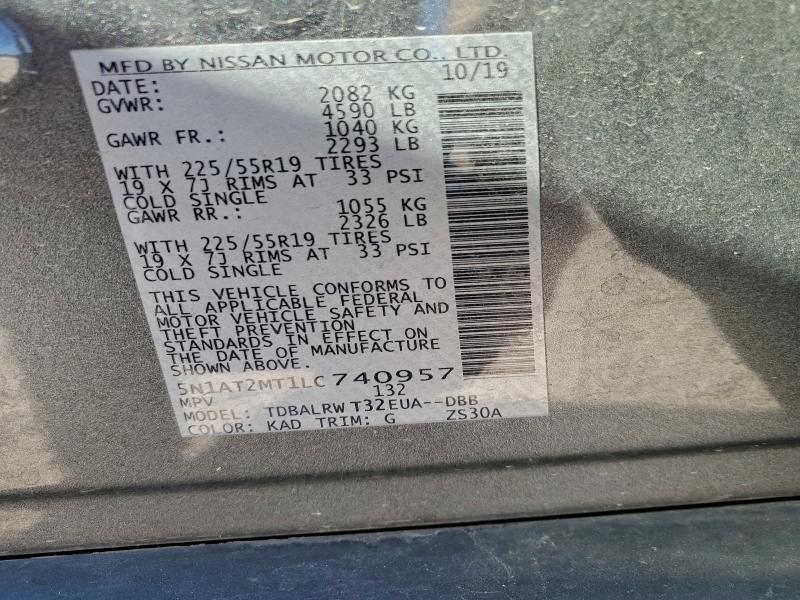 MFD BY NISSAN MOTOR CO., LTD.
DATE: 10/19
GVWR: 2082 KG
4590 LB
GAWR FR.: 1040 KG
2293 LB
WITH 225/55R19 TIRES
19 X 7J RIMS AT 33 PSI
COLD SINGLE
GAWR RR.: 1055 KG
2326 LB
WITH 225/55R19 TIRES
19 X 7J RIMS AT 33 PSI
COLD SINGLE
THIS VEHICLE CONFORMS TO
ALL APPLICABLE FEDERAL
MOTOR VEHICLE SAFETY AND
THEFT PREVENTION
STANDARDS IN EFFECT ON
THE DATE OF MANUFACTURE
SHOWN ABOVE.
5N1AT2MT1LC740957
MPV 132
MODEL: TDBALRW T32EUA--DBB
COLOR: KAD TRIM: G ZS30A